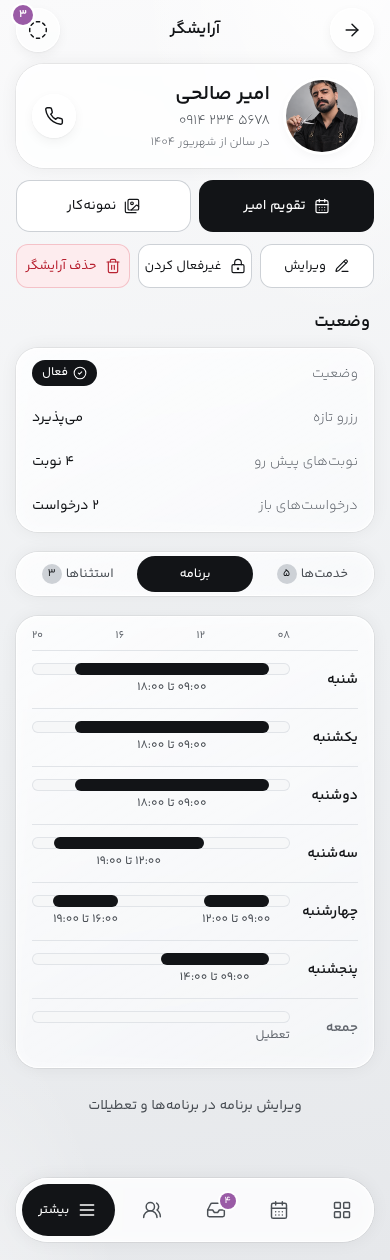 آرایشگر
۳
امیر صالحی
۰۹۱۴ ۲۳۴ ۵۶۷۸
در سالن از شهریور ۱۴۰۴
تقویم امیر
نمونه‌کار
ویرایش
غیرفعال کردن
حذف آرایشگر
وضعیت
وضعیت
فعال
رزرو تازه
می‌پذیرد
نوبت‌های پیش رو
۴ نوبت
درخواست‌های باز
۲ درخواست
خدمت‌ها ۵
برنامه
استثناها ۳
۰۸ ۱۲ ۱۶ ۲۰
شنبه
۰۹:۰۰ تا ۱۸:۰۰
یکشنبه
۰۹:۰۰ تا ۱۸:۰۰
دوشنبه
۰۹:۰۰ تا ۱۸:۰۰
سه‌شنبه
۱۲:۰۰ تا ۱۹:۰۰
چهارشنبه
۰۹:۰۰ تا ۱۲:۰۰
۱۶:۰۰ تا ۱۹:۰۰
پنجشنبه
۰۹:۰۰ تا ۱۴:۰۰
جمعه
تعطیل
ویرایش برنامه در برنامه‌ها و تعطیلات
۴
بیشتر